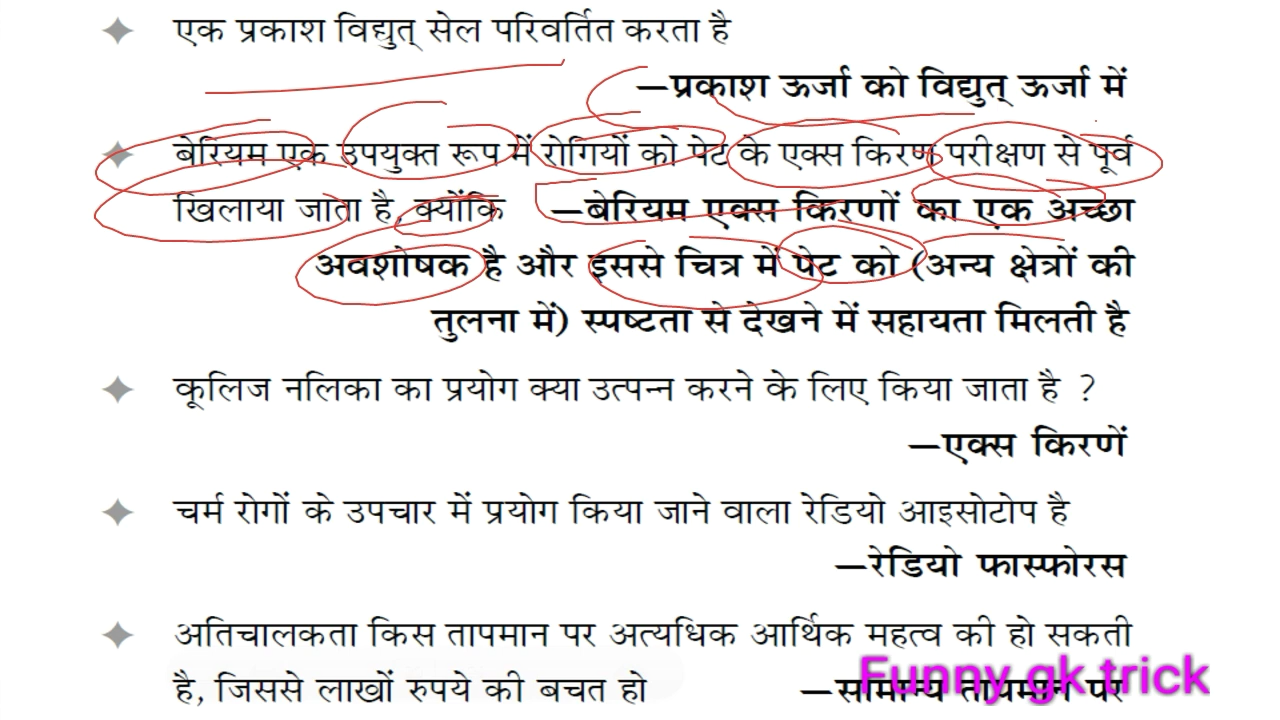 एक प्रकाश विद्युत् सेल परिवर्तित करता है
—प्रकाश ऊर्जा को विद्युत् ऊर्जा में
बेरियम एक उपयुक्त रूप में रोगियों को पेट के एक्स किरण परीक्षण से पूर्व
खिलाया जाता है, क्योंकि —बेरियम एक्स किरणों का एक अच्छा
अवशोषक है और इससे चित्र में पेट को (अन्य क्षेत्रों की
तुलना में) स्पष्टता से देखने में सहायता मिलती है
कूलिज नलिका का प्रयोग क्या उत्पन्न करने के लिए किया जाता है ?
—एक्स किरणें
चर्म रोगों के उपचार में प्रयोग किया जाने वाला रेडियो आइसोटोप है
—रेडियो फास्फोरस
अतिचालकता किस तापमान पर अत्यधिक आर्थिक महत्व की हो सकती
है, जिससे लाखों रुपये की बचत हो —सामान्य तापमान पर
Funny gk trick